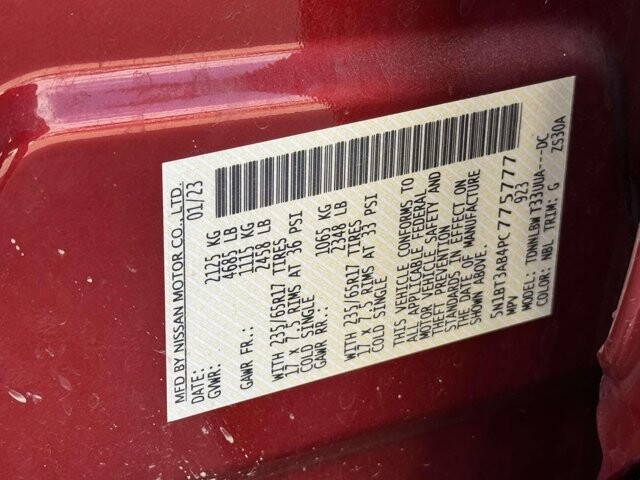 MFD BY NISSAN MOTOR CO., LTD.
DATE: 01/23
GVWR: 2125 KG
4685 LB
GAWR FR.: 1115 KG
2458 LB
WITH 235/65R17 TIRES
17 X 7.5 RIMS AT 36 PSI
COLD SINGLE
GAWR RR.: 1065 KG
2348 LB
WITH 235/65R17 TIRES
17 X 7.5 RIMS AT 33 PSI
COLD SINGLE
THIS VEHICLE CONFORMS TO
ALL APPLICABLE FEDERAL
MOTOR VEHICLE SAFETY AND
THEFT PREVENTION
STANDARDS IN EFFECT ON
THE DATE OF MANUFACTURE
SHOWN ABOVE.
5N1BT3AB4PC775777
MPV 923
MODEL: TDNNLBW T33UUA---DC
COLOR: NBL TRIM: G ZS30A